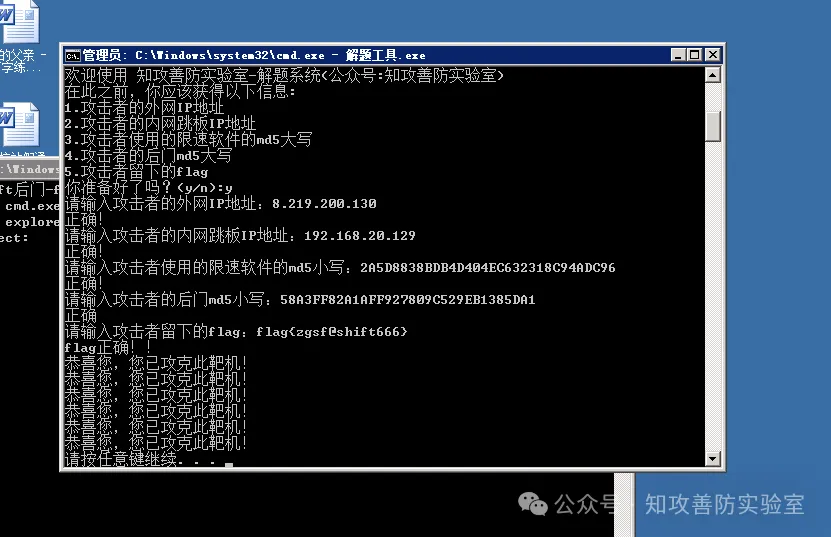 管理员: C:\Windows\system32\cmd.exe - 解题工具.exe
欢迎使用 知攻善防实验室-解题系统(公众号:知攻善防实验室)
在此之前，你应该获得以下信息:
1.攻击者的外网IP地址
2.攻击者的内网跳板IP地址
3.攻击者使用的限速软件的md5大写
4.攻击者的后门md5大写
5.攻击者留下的flag
你准备好了吗？(y/n):y
请输入攻击者的外网IP地址：8.219.200.130
正确!
请输入攻击者的内网跳板IP地址：192.168.20.129
正确!
请输入攻击者使用的限速软件的md5小写：2A5D8838BDB4D404EC632318C94ADC96
正确!
请输入攻击者的后门md5小写：58A3FF82A1AFF927809C529EB1385DA1
正确
请输入攻击者留下的flag：flag{zgsf@shift666}
flag正确！!
恭喜您，您已攻克此靶机!
恭喜您，您已攻克此靶机!
恭喜您，您已攻克此靶机!
恭喜您，您已攻克此靶机!
恭喜您，您已攻克此靶机!
恭喜您，您已攻克此靶机!
请按任意键继续. . .
的父亲 -
字练...
:\Windows
ft后门-f
cmd.exe
explore
ect:
公众号 · 知攻善防实验室